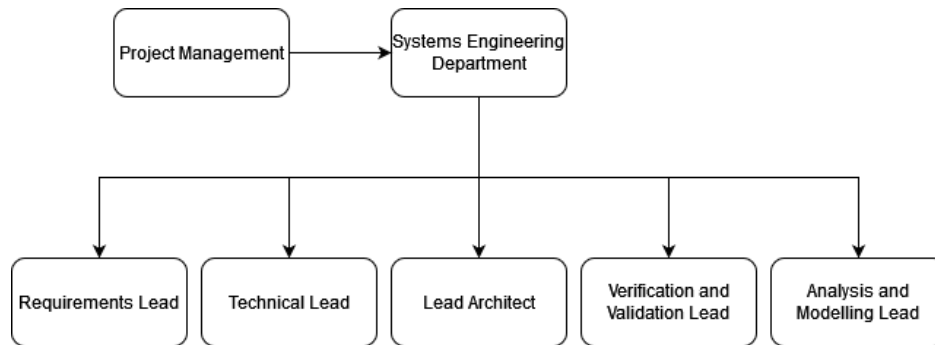 Project Management
Systems Engineering
Department
Requirements Lead
Technical Lead
Lead Architect
Verification and
Validation Lead
Analysis and
Modelling Lead